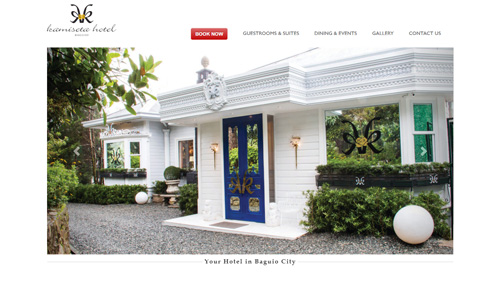 kamiseta hotel
BOOK NOW
GUESTROOMS & SUITES
DINING & EVENTS
GALLERY
CONTACT US
Your Hotel in Baguio City